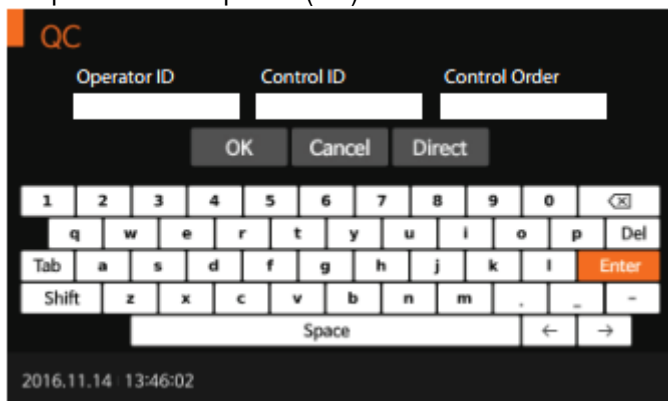 QC
Operator ID Control ID Control Order
OK Cancel Direct
1 2 3 4 5 6 7 8 9 0
q w e r t y u i o p Del
Tab a s d f g h j k l Enter
Shift z x c v b n m . _ -
Space ← →
2016.11.14 13:46:02